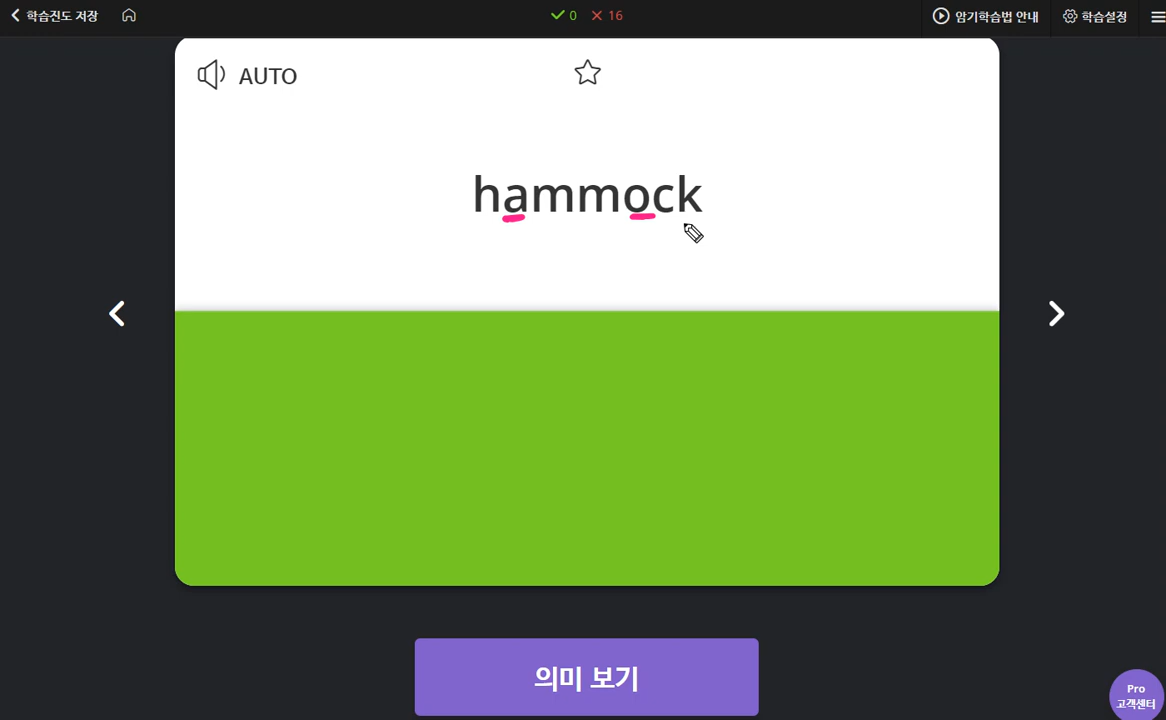 학습진도 저장
0 16
암기학습법 안내
학습설정
AUTO
hammock
의미 보기
Pro
고객센터